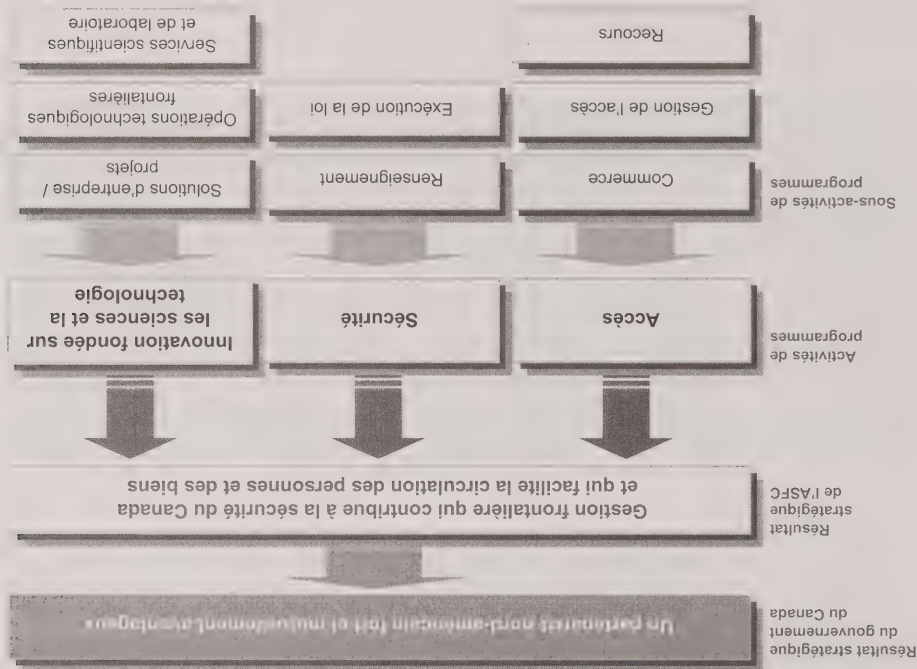 Résultat stratégique
du gouvernement
du Canada
Un partenariat nord-américain fort et mutuellement avantageux
Résultat
stratégique
de l'ASFC
Gestion frontalière qui contribue à la sécurité du Canada
et qui facilite la circulation des personnes et des biens
Activités de
programmes
Accès
Sécurité
Innovation fondée sur
les sciences et la
technologie
Sous-activités de
programmes
Commerce
Renseignement
Solutions d'entreprise /
projets
Gestion de l'accès
Exécution de la loi
Opérations technologiques
frontalières
Recours
Services scientifiques
et de laboratoire